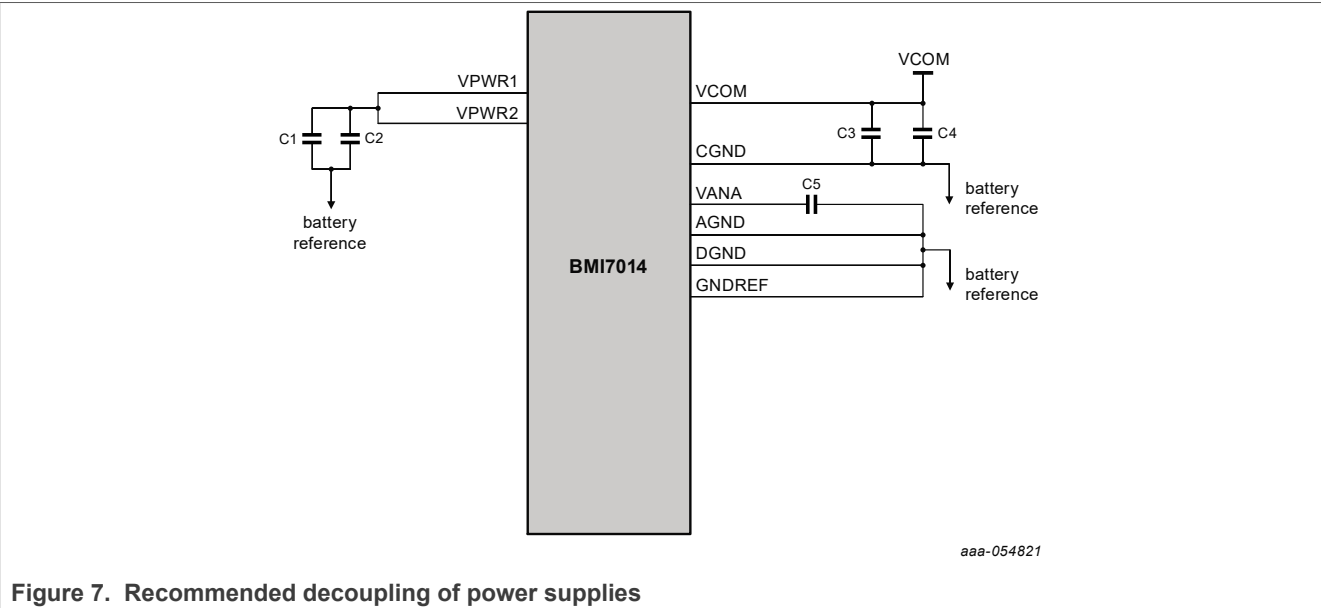 VPWR1
VPWR2
C1
C2
battery
reference
BMI7014
VCOM
VCOM
C3
C4
CGND
battery
reference
VANA
C5
AGND
DGND
GNDREF
battery
reference
aaa-054821
Figure 7. Recommended decoupling of power supplies